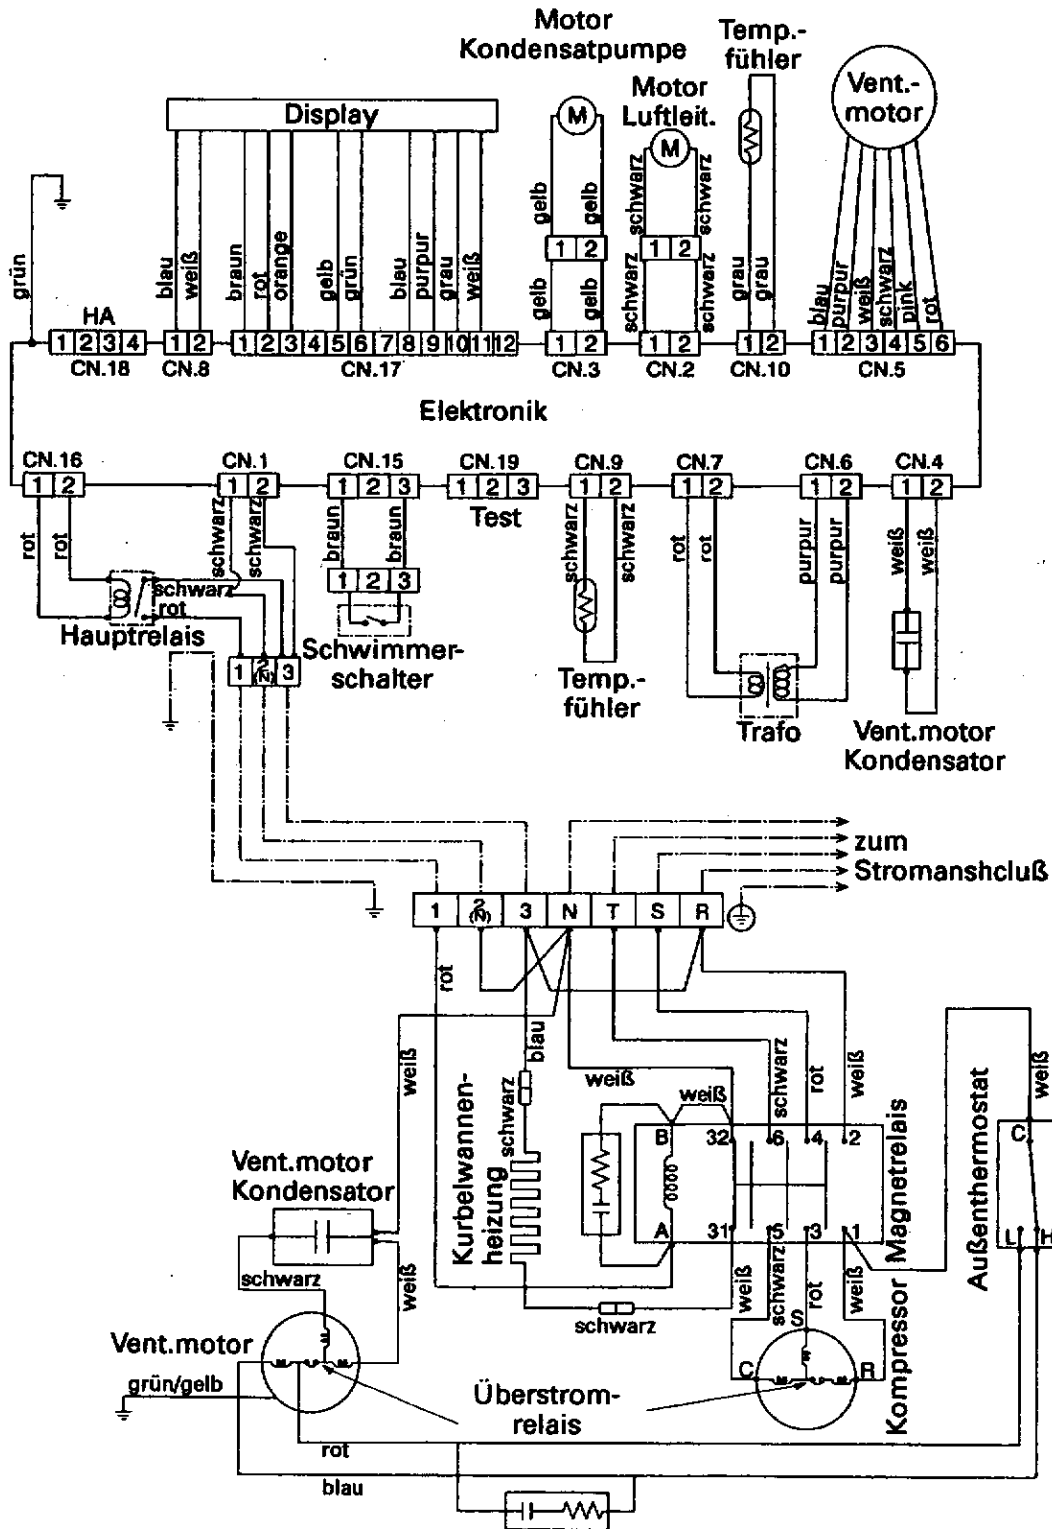 Motor
Kondensatpumpe
Temp.-
fühler
Motor
Luftleit.
Vent.-
motor
Display
M
M
grün
blau
weiß
braun
rot
orange
gelb
grün
blau
purpur
grau
weiß
gelb
gelb
1 2
gelb
gelb
schwarz
schwarz
1 2
schwarz
schwarz
grau
grau
blau
purpur
weiß
schwarz
pink
rot
HA
1 2 3 4
1 2
1 2 3 4 5 6 7 8 9 10 11 12
1 2
1 2
1 2
1 2 3 4 5 6
CN.18
CN.8
CN.17
CN.3
CN.2
CN.10
CN.5
Elektronik
CN.16
CN.1
CN.15
CN.19
CN.9
CN.7
CN.6
CN.4
1 2
1 2
1 2 3
1 2 3
1 2
1 2
1 2
1 2
Test
rot
rot
schwarz
schwarz
braun
braun
schwarz
schwarz
rot
rot
purpur
purpur
weiß
weiß
1 2 3
schwarz
rot
Hauptrelais
Schwimmer-
schalter
1 2 (N) 3
Temp.-
fühler
Trafo
Vent.motor
Kondensator
zum
Stromanshcluß
1 2 (N) 3 N T S R
rot
weiß
blau
weiß
schwarz
rot
weiß
weiß
schwarz
weiß
Kurbelwannen-
heizung
B 32 6 4 2
A 31 5 3 1
Magnetrelais
Außenthermostat
C
L H
Vent.motor
Kondensator
schwarz
weiß
schwarz
weiß
schwarz
rot
weiß
S
C R
Kompressor
Vent.motor
grün/gelb
Überstrom-
relais
rot
blau